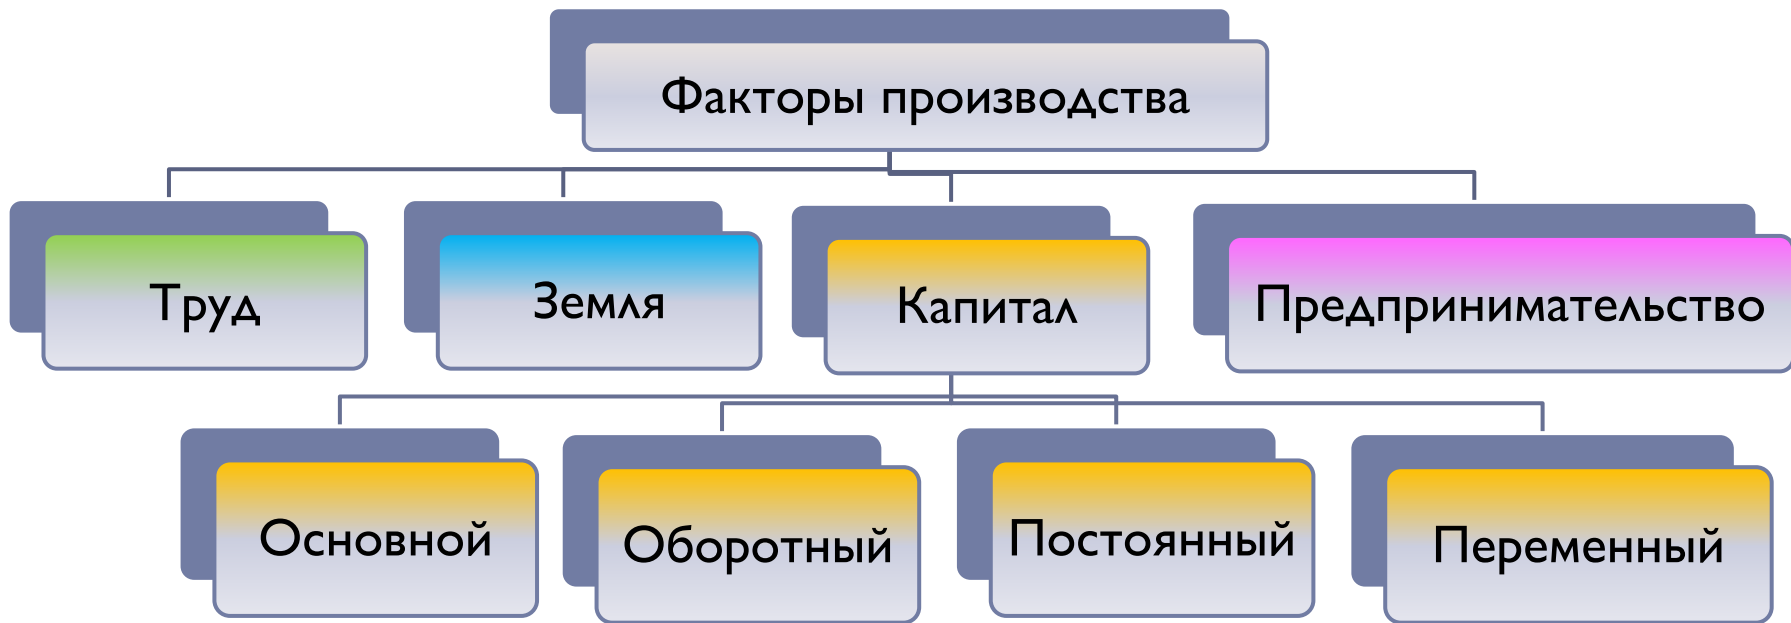 Факторы производства
Труд
Земля
Капитал
Предпринимательство
Основной
Оборотный
Постоянный
Переменный